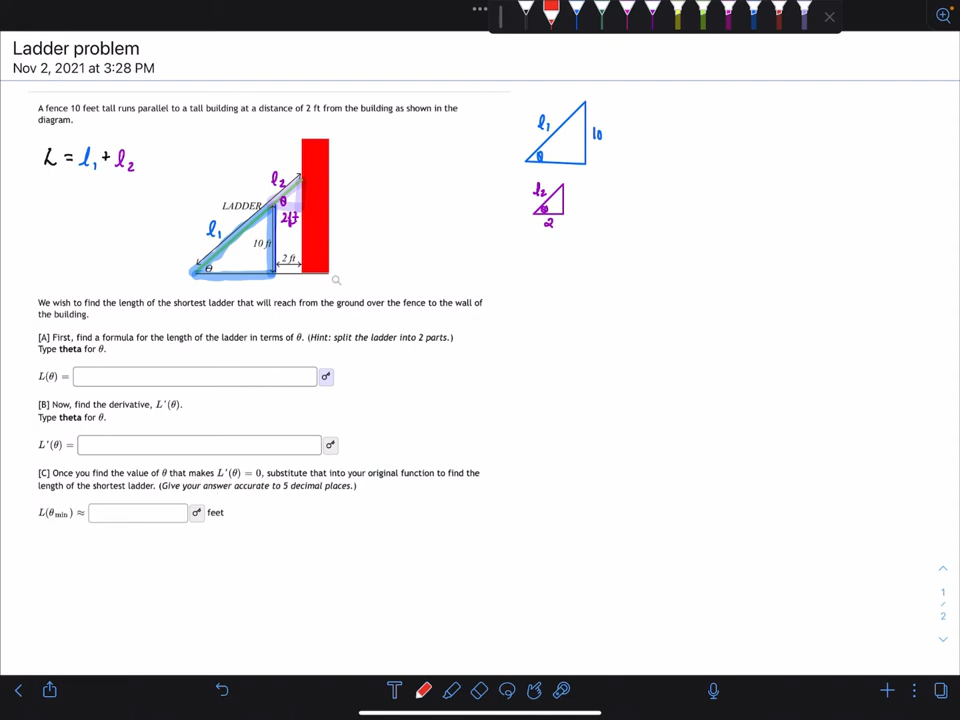 Ladder problem
Nov 2, 2021 at 3:28 PM
A fence 10 feet tall runs parallel to a tall building at a distance of 2 ft from the building as shown in the
diagram.
L = l₁ + l₂
l₂
θ
LADDER
2ft
l₁
10 ft
2 ft
θ
l₁
10
θ
l₂
θ
2
We wish to find the length of the shortest ladder that will reach from the ground over the fence to the wall of
the building.
[A] First, find a formula for the length of the ladder in terms of θ. (Hint: split the ladder into 2 parts.)
Type theta for θ.
L(θ) =
[B] Now, find the derivative, L'(θ).
Type theta for θ.
L'(θ) =
[C] Once you find the value of θ that makes L'(θ) = 0, substitute that into your original function to find the
length of the shortest ladder. (Give your answer accurate to 5 decimal places.)
L(θmin) ≈ feet
1
/
2